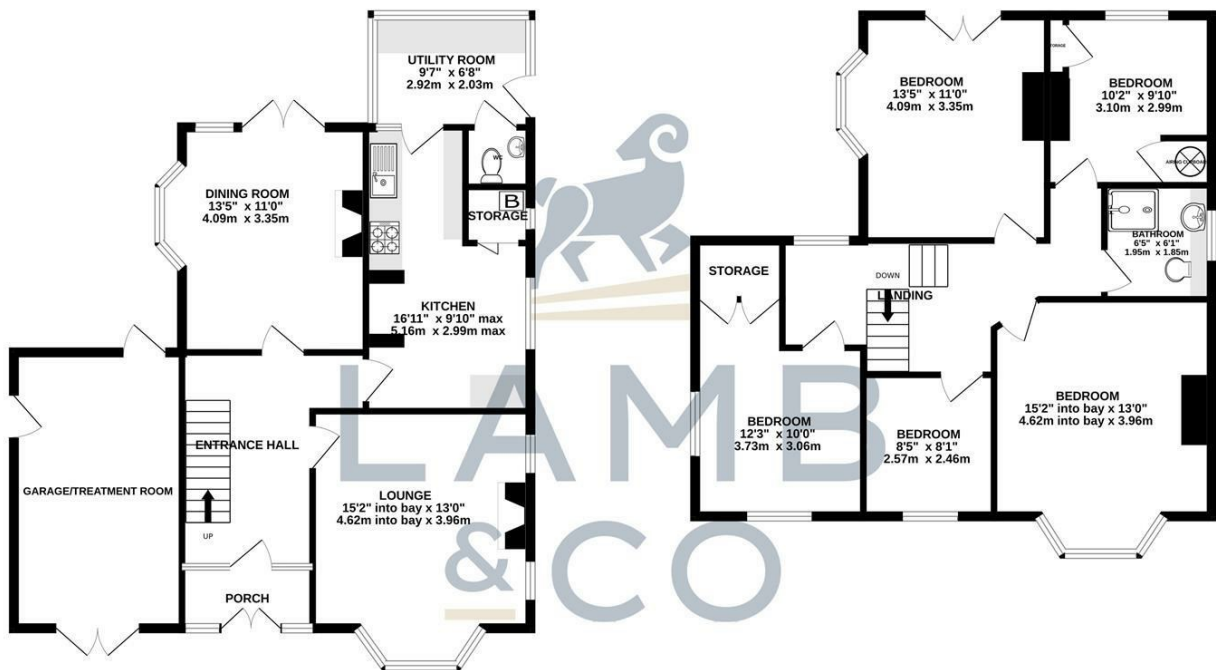 UTILITY ROOM
9'7" x 6'8"
2.92m x 2.03m
DINING ROOM
13'5" x 11'0"
4.09m x 3.35m
WC
B
STORAGE
KITCHEN
16'11" x 9'10" max
5.16m x 2.99m max
ENTRANCE HALL
UP
GARAGE/TREATMENT ROOM
LOUNGE
15'2" into bay x 13'0"
4.62m into bay x 3.96m
PORCH
BEDROOM
13'5" x 11'0"
4.09m x 3.35m
STORAGE
BEDROOM
10'2" x 9'10"
3.10m x 2.99m
AIRING CUPBOARD
BATHROOM
6'5" x 6'1"
1.95m x 1.85m
STORAGE
DOWN
LANDING
BEDROOM
12'3" x 10'0"
3.73m x 3.06m
BEDROOM
8'5" x 8'1"
2.57m x 2.46m
BEDROOM
15'2" into bay x 13'0"
4.62m into bay x 3.96m
LAMB
& CO